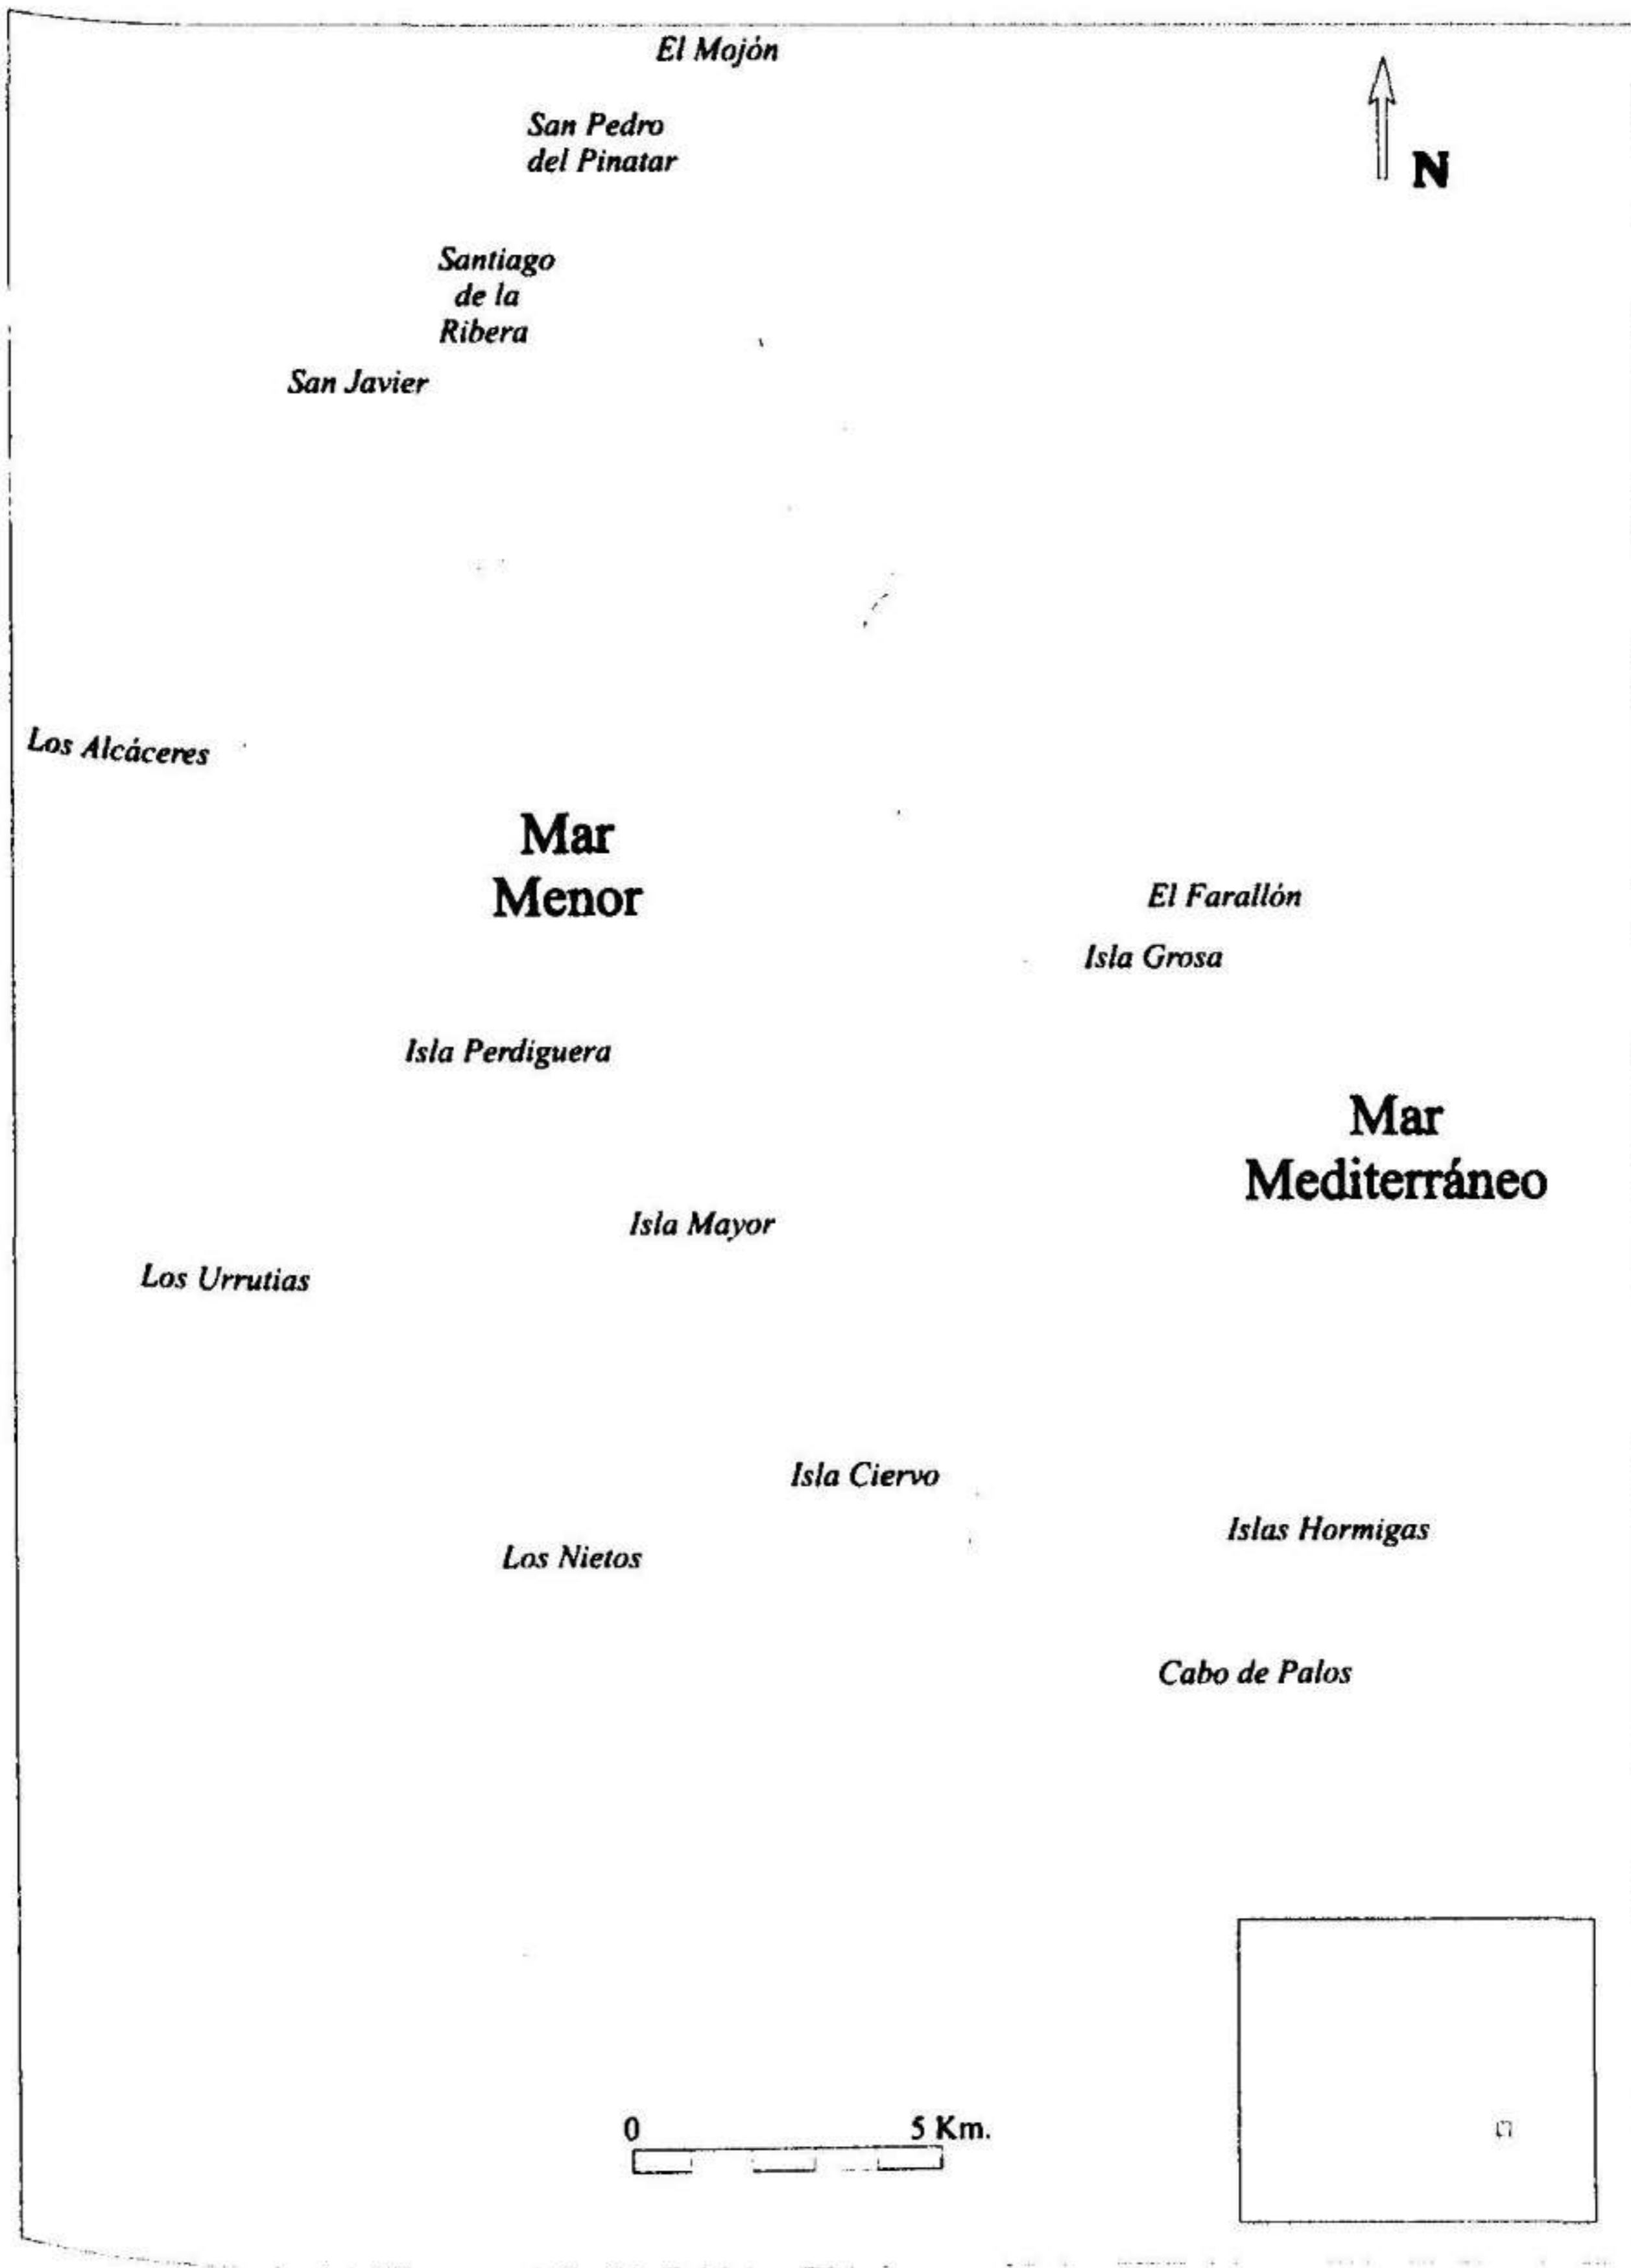 El Mojón
San Pedro
del Pinatar
N
Santiago
de la
Ribera
San Javier
Los Alcáceres
Mar
Menor
El Farallón
Isla Grosa
Isla Perdiguera
Mar
Mediterráneo
Isla Mayor
Los Urrutias
Isla Ciervo
Islas Hormigas
Los Nietos
Cabo de Palos
0 5 Km.